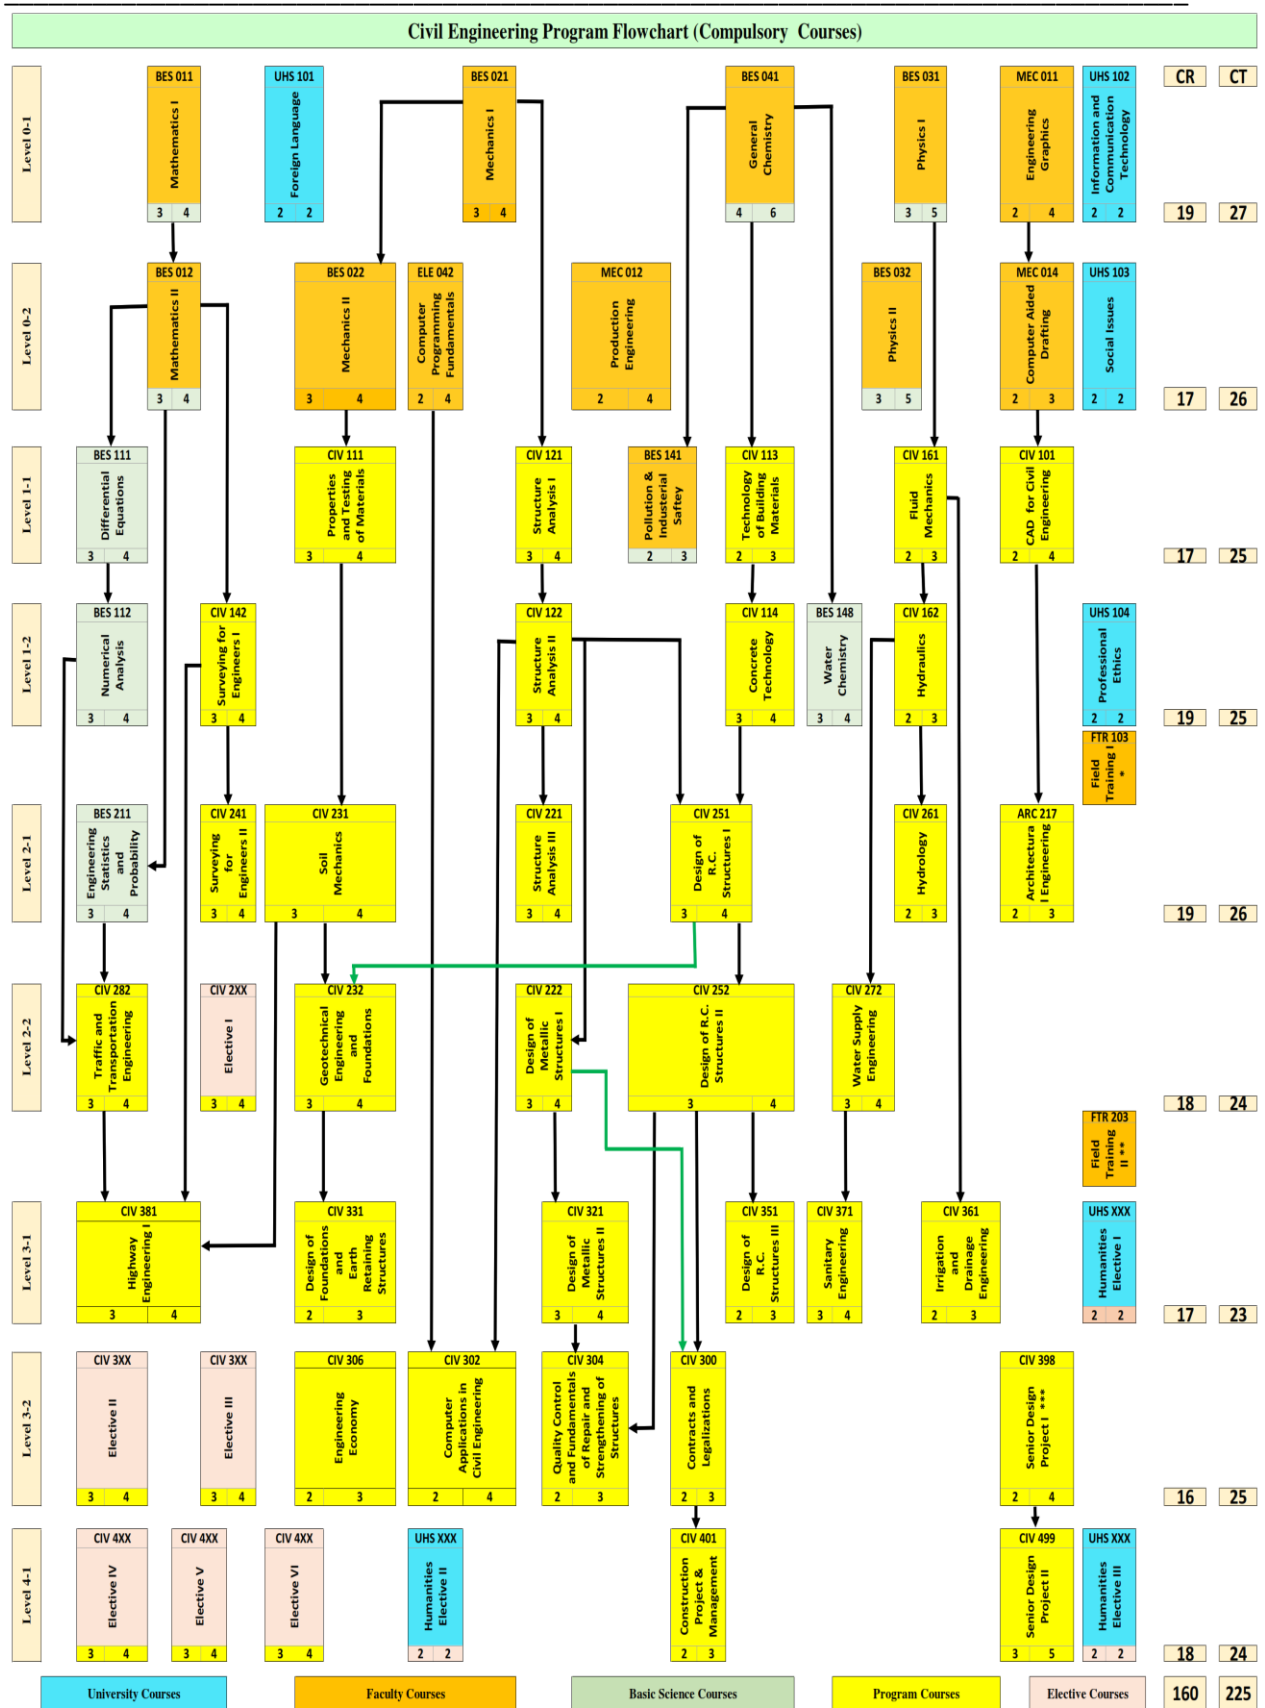 Civil Engineering Program Flowchart (Compulsory Courses)
Level 0-1
BES 011
Mathematics I
3 4
UHS 101
Foreign Language
2 2
BES 021
Mechanics I
3 4
BES 041
General
Chemistry
4 6
BES 031
Physics I
3 5
MEC 011
Engineering
Graphics
2 4
UHS 102
Information and
Communication
Technology
2 2
CR CT
19 27
Level 0-2
BES 012
Mathematics II
3 4
BES 022
Mechanics II
3 4
ELE 042
Computer
Programming
Fundamentals
2 4
MEC 012
Production
Engineering
2 4
BES 032
Physics II
3 5
MEC 014
Computer Aided
Drafting
2 3
UHS 103
Social Issues
2 2
17 26
Level 1-1
BES 111
Differential
Equations
3 4
CIV 111
Properties
and Testing
of Materials
3 4
CIV 121
Structure
Analysis I
3 4
BES 141
Pollution &
Industerial
Saftey
2 3
CIV 113
Technology
of Building
Materials
2 3
CIV 161
Fluid
Mechanics
2 3
CIV 101
CAD for Civil
Engineering
2 4
17 25
Level 1-2
BES 112
Numerical
Analysis
3 4
CIV 142
Surveying for
Engineers I
3 4
CIV 122
Structure
Analysis II
3 4
CIV 114
Concrete
Technology
3 4
BES 148
Water
Chemistry
3 4
CIV 162
Hydraulics
2 3
UHS 104
Professional
Ethics
2 2
19 25
FTR 103
Field
Training I
*
Level 2-1
BES 211
Engineering
Statistics
and
Probability
3 4
CIV 241
Surveying
for
Engineers II
3 4
CIV 231
Soil
Mechanics
3 4
CIV 221
Structure
Analysis III
3 4
CIV 251
Design of
R.C.
Structures I
3 4
CIV 261
Hydrology
2 3
ARC 217
Architectura
l Engineering
2 3
19 26
Level 2-2
CIV 282
Traffic and
Transportation
Engineering
3 4
CIV 2XX
Elective I
3 4
CIV 232
Geotechnical
Engineering
and
Foundations
3 4
CIV 222
Design of
Metallic
Structures I
3 4
CIV 252
Design of R.C.
Structures II
3 4
CIV 272
Water Supply
Engineering
3 4
18 24
FTR 203
Field
Training
II **
Level 3-1
CIV 381
Highway
Engineering I
3 4
CIV 331
Design of
Foundations
and
Earth
Retaining
Structures
2 3
CIV 321
Design of
Metallic
Structures II
3 4
CIV 351
Design of
R.C.
Structures III
2 3
CIV 371
Sanitary
Engineering
3 4
CIV 361
Irrigation
and
Drainage
Engineering
2 3
UHS XXX
Humanities
Elective I
2 2
17 23
Level 3-2
CIV 3XX
Elective II
3 4
CIV 3XX
Elective III
3 4
CIV 306
Engineering
Economy
2 3
CIV 302
Computer
Applications in
Civil Engineering
2 4
CIV 304
Quality Control
and Fundamentals
of Repair and
Strengthening of
Structures
2 3
CIV 300
Contracts and
Legalizations
2 3
CIV 398
Senior Design
Project I ***
2 4
16 25
Level 4-1
CIV 4XX
Elective IV
3 4
CIV 4XX
Elective V
3 4
CIV 4XX
Elective VI
3 4
UHS XXX
Humanities
Elective II
2 2
CIV 401
Construction
Project &
Management
2 3
CIV 499
Senior Design
Project II
3 5
UHS XXX
Humanities
Elective III
2 2
18 24
University Courses
Faculty Courses
Basic Science Courses
Program Courses
Elective Courses
160 225